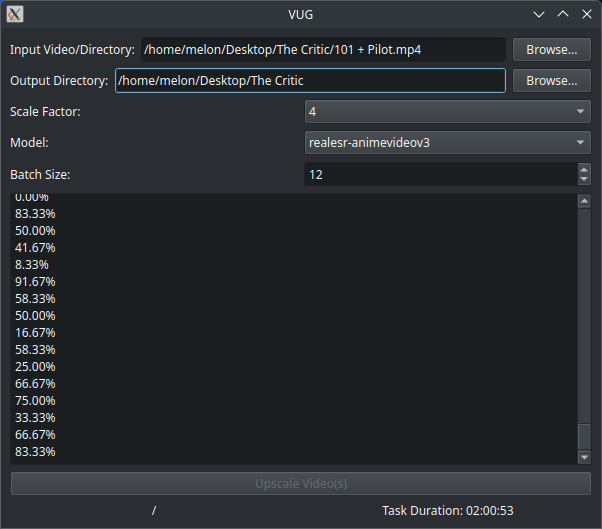 VUG
Input Video/Directory: /home/melon/Desktop/The Critic/101 + Pilot.mp4 Browse...
Output Directory: /home/melon/Desktop/The Critic Browse...
Scale Factor: 4
Model: realesr-animevideov3
Batch Size: 12
0.00%
83.33%
50.00%
41.67%
8.33%
91.67%
58.33%
50.00%
16.67%
58.33%
25.00%
66.67%
75.00%
33.33%
66.67%
83.33%
Upscale Video(s)
/ Task Duration: 02:00:53